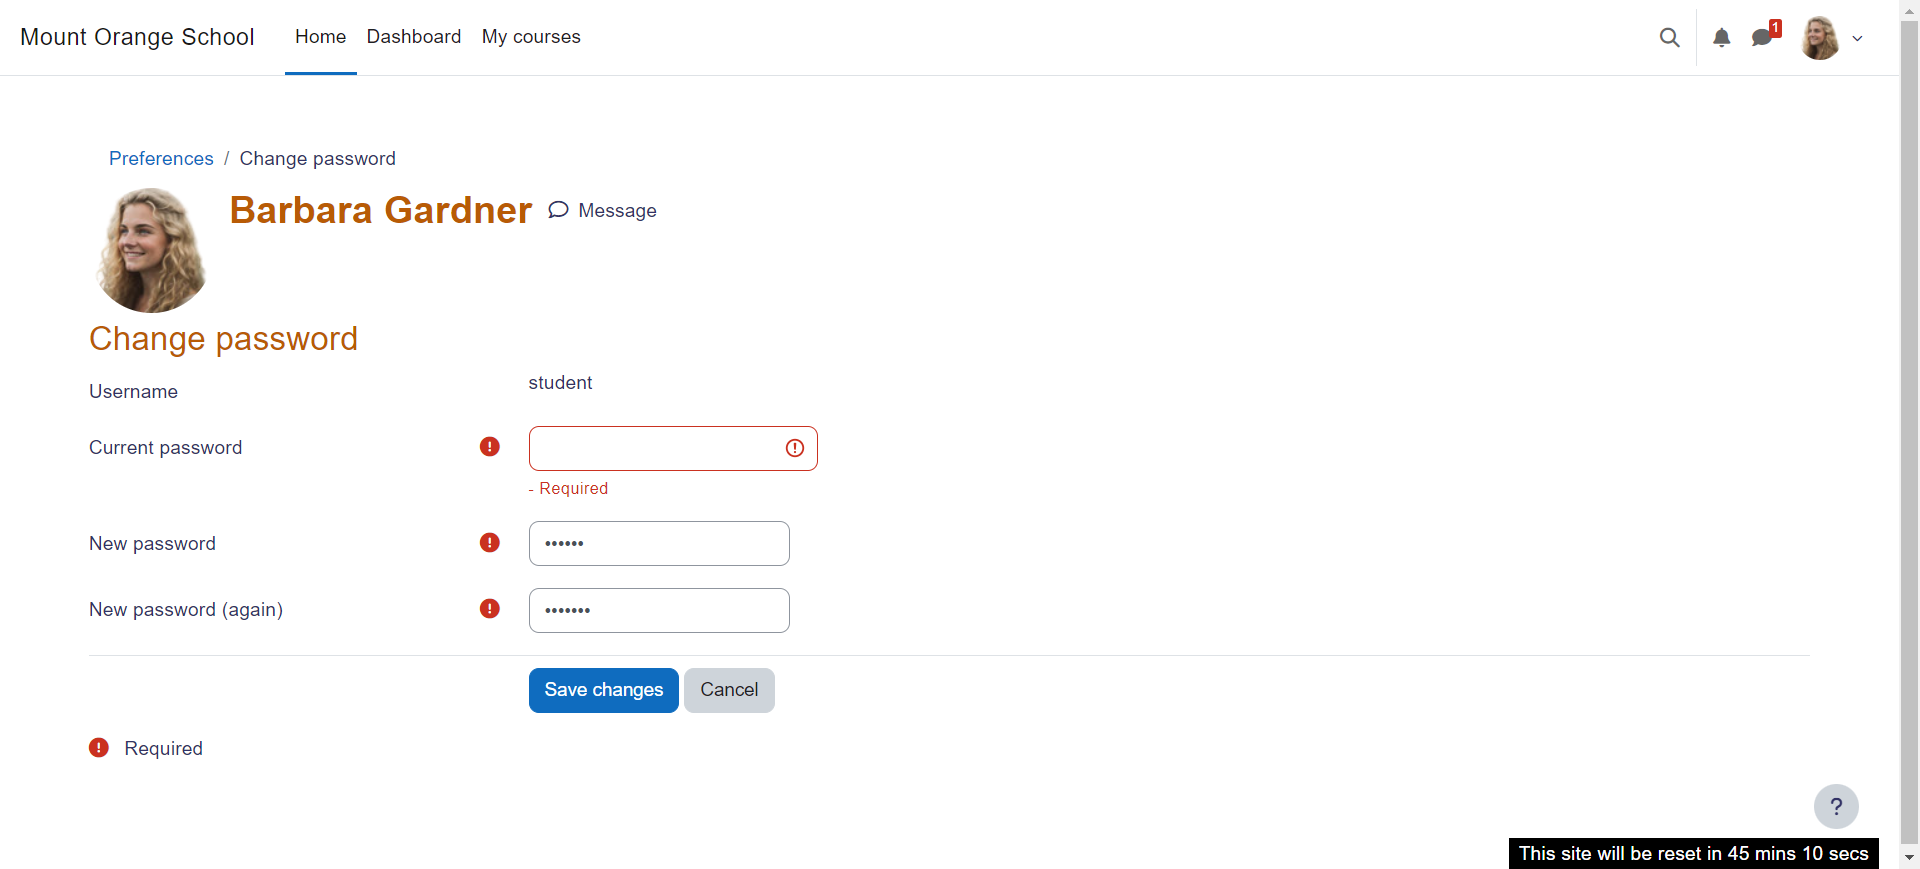 Mount Orange School Home Dashboard My courses 1
Preferences / Change password
Barbara Gardner Message
Change password
Username student
Current password
- Required
New password ••••••
New password (again) •••••••
Save changes Cancel
Required
?
This site will be reset in 45 mins 10 secs